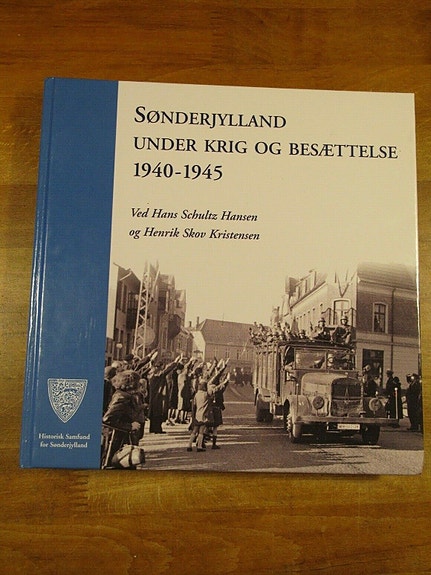 SØNDERJYLLAND
UNDER KRIG OG BESÆTTELSE
1940-1945
Ved Hans Schultz Hansen
og Henrik Skov Kristensen
Historisk Samfund
for Sønderjylland